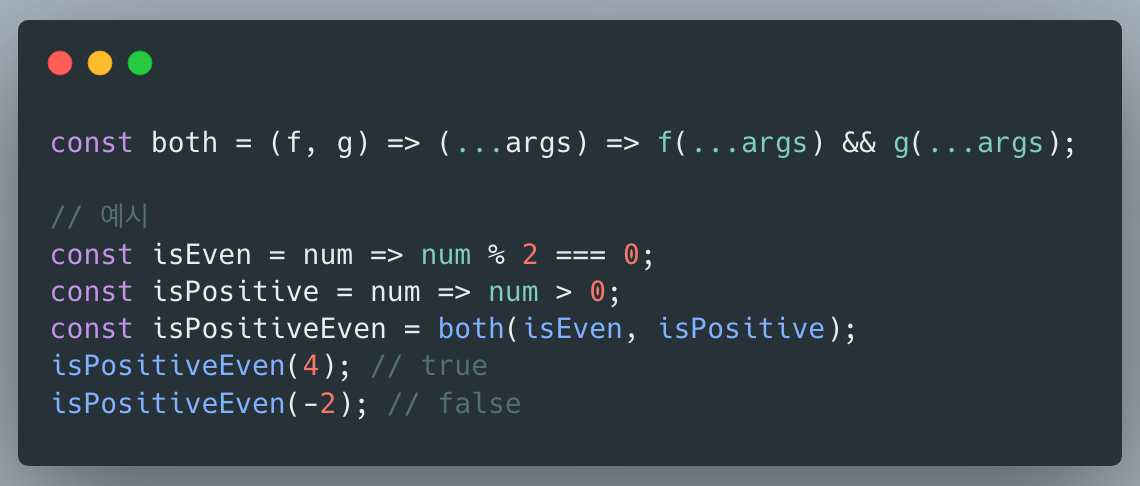 const both = (f, g) => (...args) => f(...args) && g(...args);
// 예시
const isEven = num => num % 2 === 0;
const isPositive = num => num > 0;
const isPositiveEven = both(isEven, isPositive);
isPositiveEven(4); // true
isPositiveEven(-2); // false